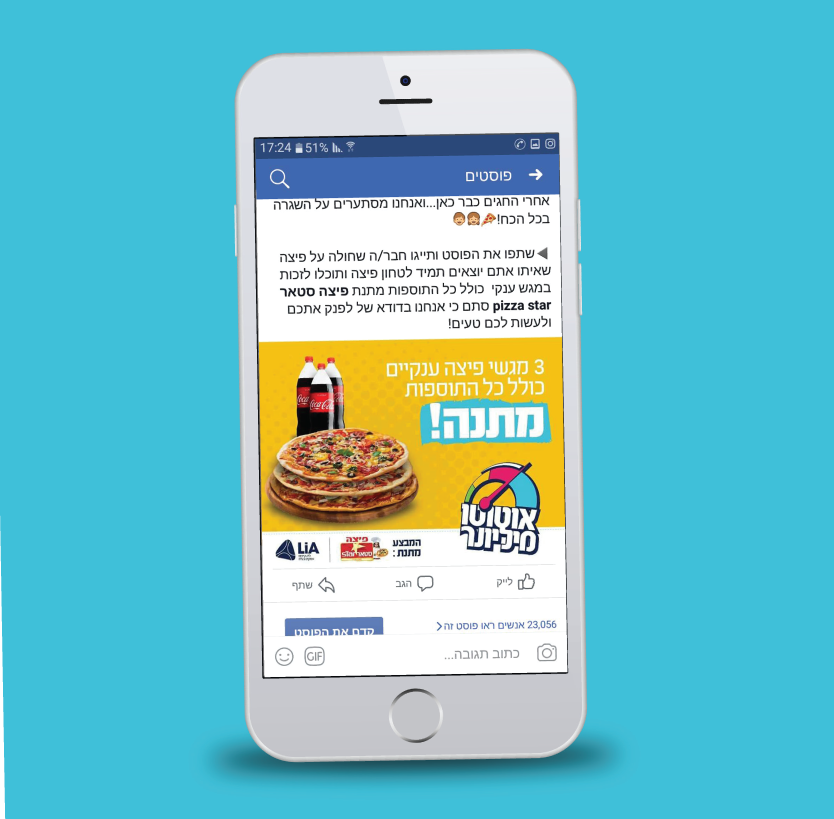 17:24 51%
פוסטים
אחרי החגים כבר כאן...ואנחנו מסתערים על השגרה
בכל הכח!
שתפו את הפוסט ותייגו חבר/ה שחולה על פיצה
שאיתו אתם יוצאים תמיד לטחון פיצה ותוכלו לזכות
במגש ענקי כולל כל התוספות מתנת פיצה סטאר
pizza star סתם כי אנחנו בדודא של לפנק אתכם
ולעשות לכם טעים!
3 מגשי פיצה ענקיים
כולל כל התוספות
מתנה!
Coca-Cola
אוטוטו
מיליונר
המבצע
מתנת:
פיצה
סטאר star
LiA
לייק
הגב
שתף
23,056 אנשים ראו פוסט זה
קדם את הפוסט
כתוב תגובה...
GIF